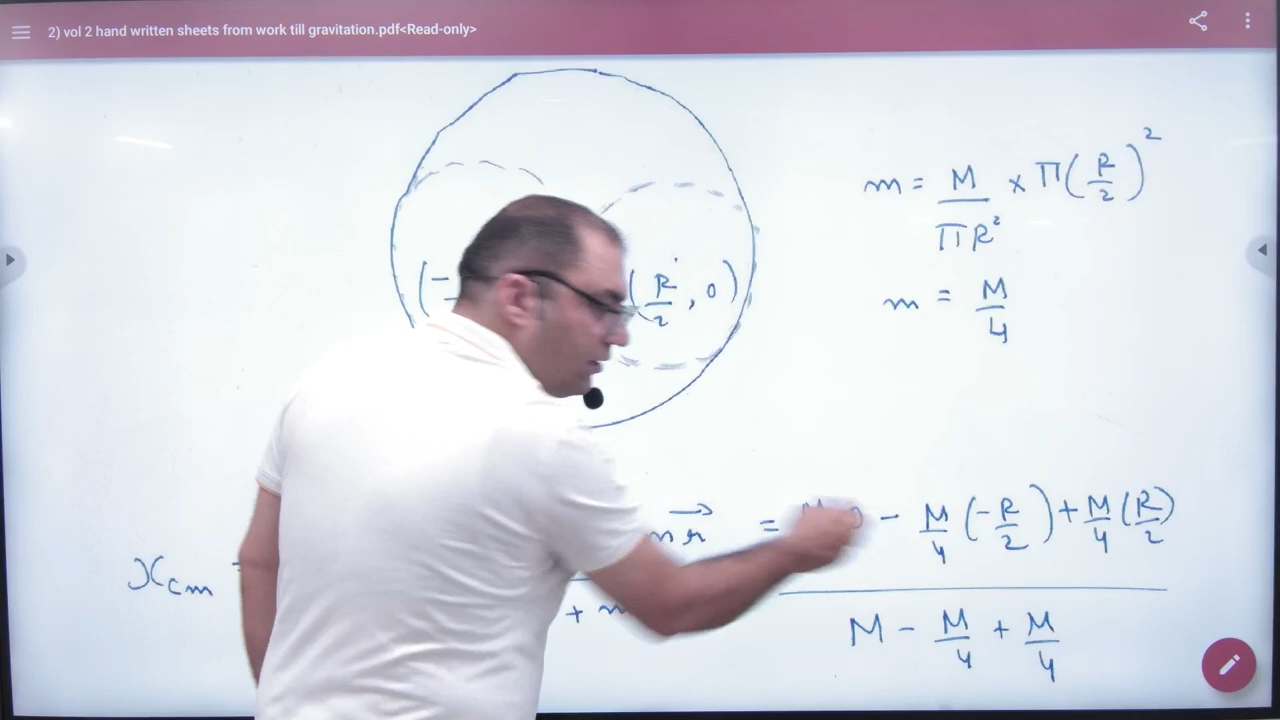 2) vol 2 hand written sheets from work till gravitation.pdf<Read-only>
m = M/πR² × π(R/2)²
(-
(R/2, 0)
m = M/4
= - M/4 (-R/2) + M/4 (R/2)
mr⃗
x_cm
+ m
M - M/4 + M/4